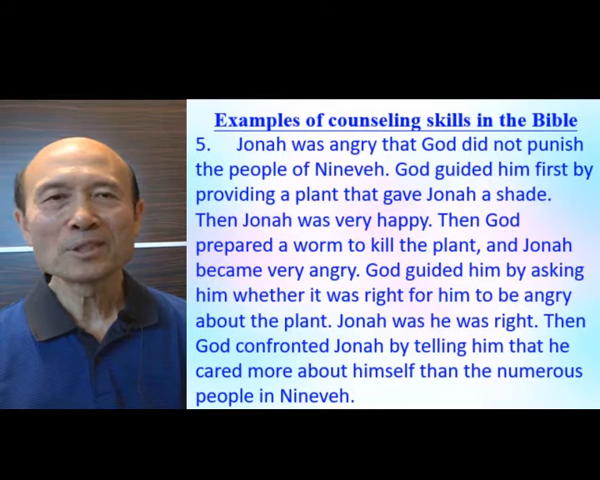 Examples of counseling skills in the Bible
5. Jonah was angry that God did not punish
the people of Nineveh. God guided him first by
providing a plant that gave Jonah a shade.
Then Jonah was very happy. Then God
prepared a worm to kill the plant, and Jonah
became very angry. God guided him by asking
him whether it was right for him to be angry
about the plant. Jonah was he was right. Then
God confronted Jonah by telling him that he
cared more about himself than the numerous
people in Nineveh.